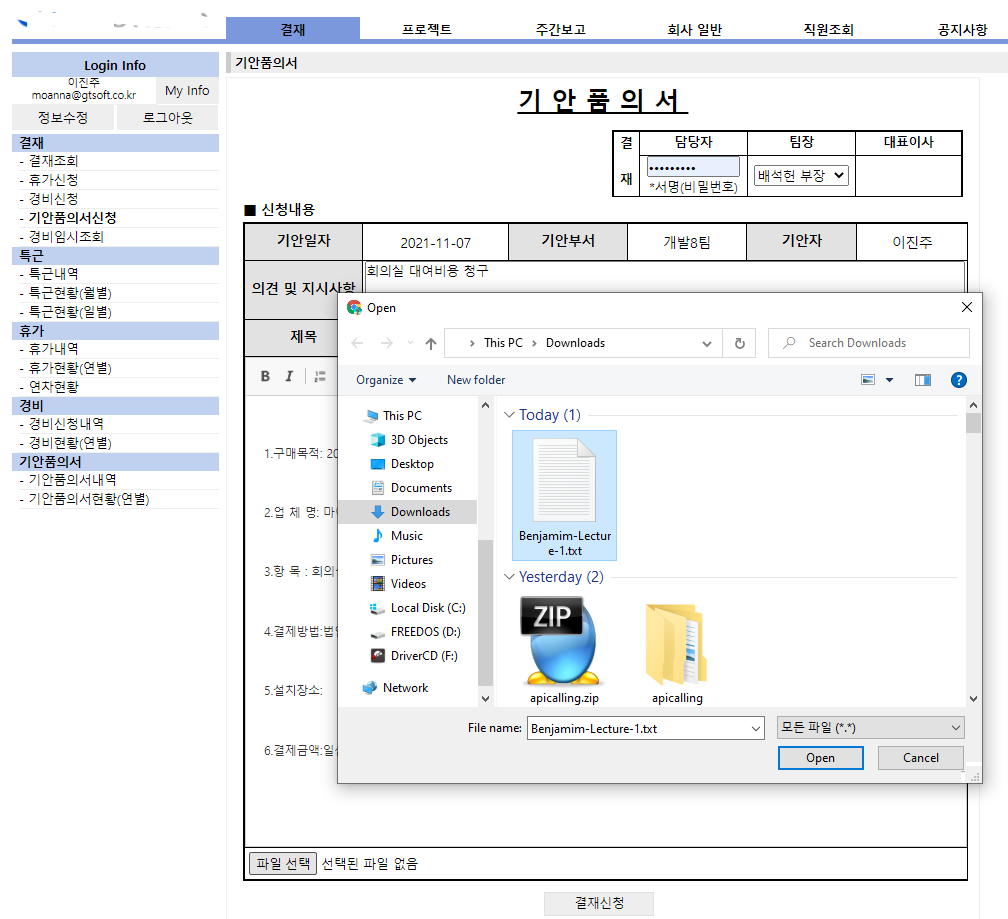 결재 프로젝트 주간보고 회사 일반 직원조회 공지사항
Login Info
이진주
moanna@gtsoft.co.kr
My Info
정보수정 로그아웃
결재
- 결재조회
- 휴가신청
- 경비신청
- 기안품의서신청
- 경비임시조회
특근
- 특근내역
- 특근현황(월별)
- 특근현황(일별)
휴가
- 휴가내역
- 휴가현황(연별)
- 연차현황
경비
- 경비신청내역
- 경비현황(연별)
기안품의서
- 기안품의서내역
- 기안품의서현황(연별)
기안품의서
기 안 품 의 서
결재 담당자 팀장 대표이사
•••••••••
*서명(비밀번호)
배석헌 부장
■ 신청내용
기안일자 2021-11-07 기안부서 개발8팀 기안자 이진주
의견 및 지시사항 회의실 대여비용 청구
제목
B I
1.구매목적: 20
2.업 체 명: 마
3.항 목 : 회의
4.결제방법:법인
5.설치장소:
6.결제금액:일
파일 선택 선택된 파일 없음
결재신청
Open
This PC Downloads
Search Downloads
Organize New folder
This PC
3D Objects
Desktop
Documents
Downloads
Music
Pictures
Videos
Local Disk (C:)
FREEDOS (D:)
DriverCD (F:)
Network
Today (1)
Benjamim-Lectur
e-1.txt
Yesterday (2)
ZIP
apicalling.zip apicalling
File name: Benjamim-Lecture-1.txt 모든 파일 (*.*)
Open Cancel